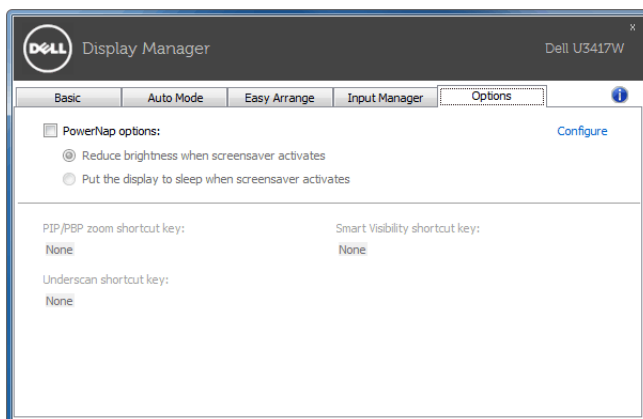 DELL Display Manager Dell U3417W x
Basic Auto Mode Easy Arrange Input Manager Options i
PowerNap options: Configure
Reduce brightness when screensaver activates
Put the display to sleep when screensaver activates
PIP/PBP zoom shortcut key: Smart Visibility shortcut key:
None None
Underscan shortcut key:
None